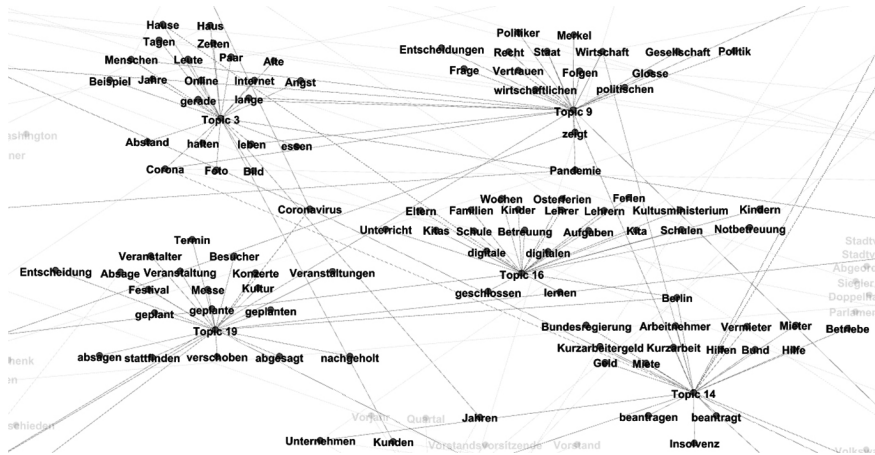 Hause
Haus
Tagen
Zeiten
Menschen
Leute
Paar
Alte
Beispiel
Jahre
Online
Internet
Angst
gerade
lange
Topic 3
Abstand
halten
leben
essen
Corona
Foto
Bild
Politiker
Merkel
Entscheidungen
Recht
Staat
Wirtschaft
Gesellschaft
Politik
Frage
Vertrauen
Folgen
Glosse
wirtschaftlichen
politischen
Topic 9
zeigt
Pandemie
Coronavirus
Wochen
Osterferien
Ferien
Eltern
Familien
Kinder
Lehrer
Lehrern
Kultusministerium
Kindern
Unterricht
Kitas
Schule
Betreuung
Aufgaben
Kita
Schulen
Notbetreuung
digitale
digitalen
Topic 16
geschlossen
lernen
Termin
Veranstalter
Besucher
Entscheidung
Absage
Veranstaltung
Konzerte
Veranstaltungen
Festival
Messe
Kultur
geplant
geplante
geplanten
Topic 19
absagen
stattfinden
verschoben
abgesagt
nachgeholt
Berlin
Bundesregierung
Arbeitnehmer
Vermieter
Mieter
Betriebe
Kurzarbeitergeld
Kurzarbeit
Hilfen
Bund
Hilfe
Geld
Miete
Topic 14
beantragen
beantragt
Insolvenz
Jahren
Unternehmen
Kunden
Vorjahr
Quartal
Vorstandsvorsitzende
Vorstand